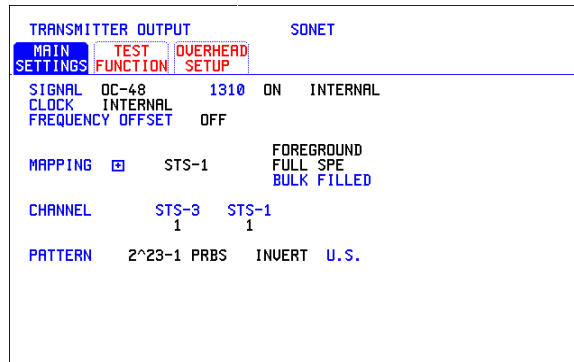 TRANSMITTER OUTPUT SONET
MAIN SETTINGS
TEST FUNCTION
OVERHEAD SETUP
SIGNAL OC-48 1310 ON INTERNAL
CLOCK INTERNAL
FREQUENCY OFFSET OFF
FOREGROUND
MAPPING + STS-1 FULL SPE
BULK FILLED
CHANNEL STS-3 STS-1
1 1
PATTERN 2^23-1 PRBS INVERT U.S.